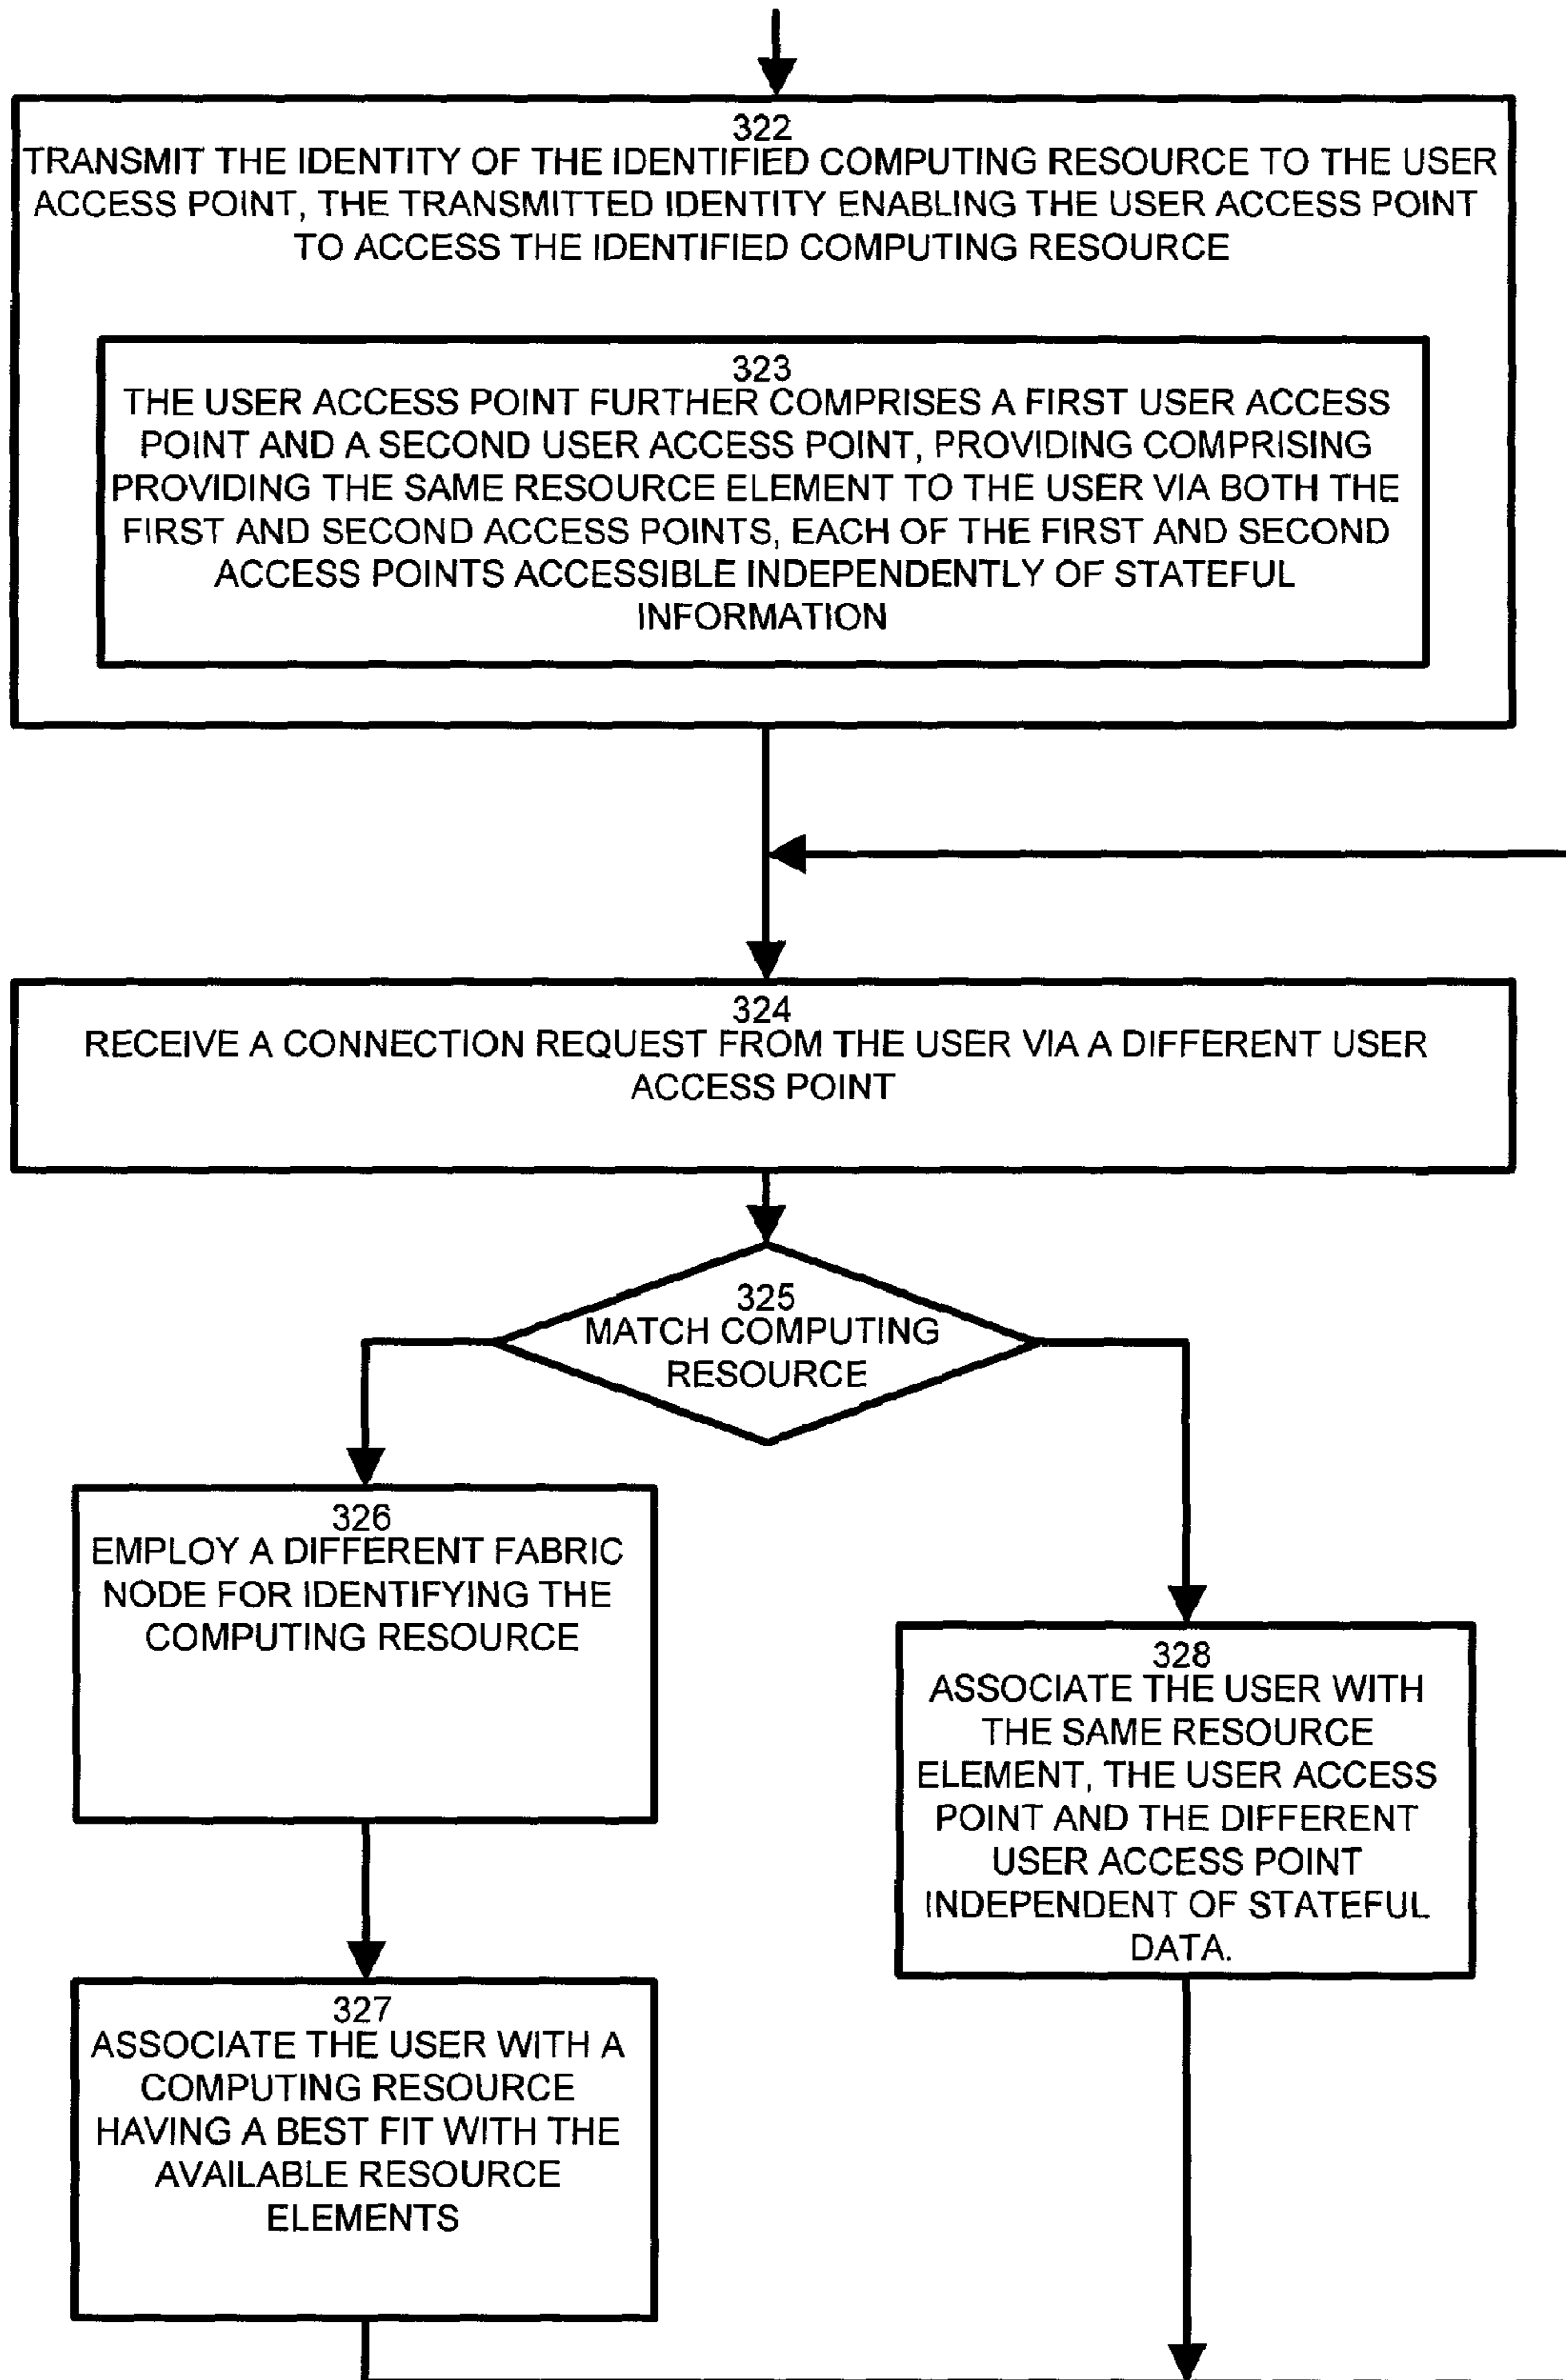 322
TRANSMIT THE IDENTITY OF THE IDENTIFIED COMPUTING RESOURCE TO THE USER
ACCESS POINT, THE TRANSMITTED IDENTITY ENABLING THE USER ACCESS POINT
TO ACCESS THE IDENTIFIED COMPUTING RESOURCE
323
THE USER ACCESS POINT FURTHER COMPRISES A FIRST USER ACCESS
POINT AND A SECOND USER ACCESS POINT, PROVIDING COMPRISING
PROVIDING THE SAME RESOURCE ELEMENT TO THE USER VIA BOTH THE
FIRST AND SECOND ACCESS POINTS, EACH OF THE FIRST AND SECOND
ACCESS POINTS ACCESSIBLE INDEPENDENTLY OF STATEFUL
INFORMATION
324
RECEIVE A CONNECTION REQUEST FROM THE USER VIA A DIFFERENT USER
ACCESS POINT
325
MATCH COMPUTING
RESOURCE
326
EMPLOY A DIFFERENT FABRIC
NODE FOR IDENTIFYING THE
COMPUTING RESOURCE
327
ASSOCIATE THE USER WITH A
COMPUTING RESOURCE
HAVING A BEST FIT WITH THE
AVAILABLE RESOURCE
ELEMENTS
328
ASSOCIATE THE USER WITH
THE SAME RESOURCE
ELEMENT, THE USER ACCESS
POINT AND THE DIFFERENT
USER ACCESS POINT
INDEPENDENT OF STATEFUL
DATA.